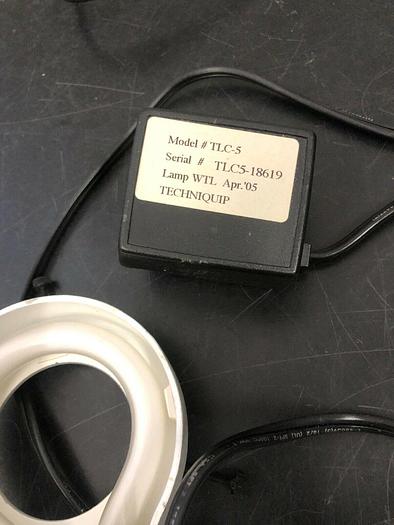 Model # TLC-5
Serial # TLC5-18619
Lamp WTL Apr.'05
TECHNIQUIP